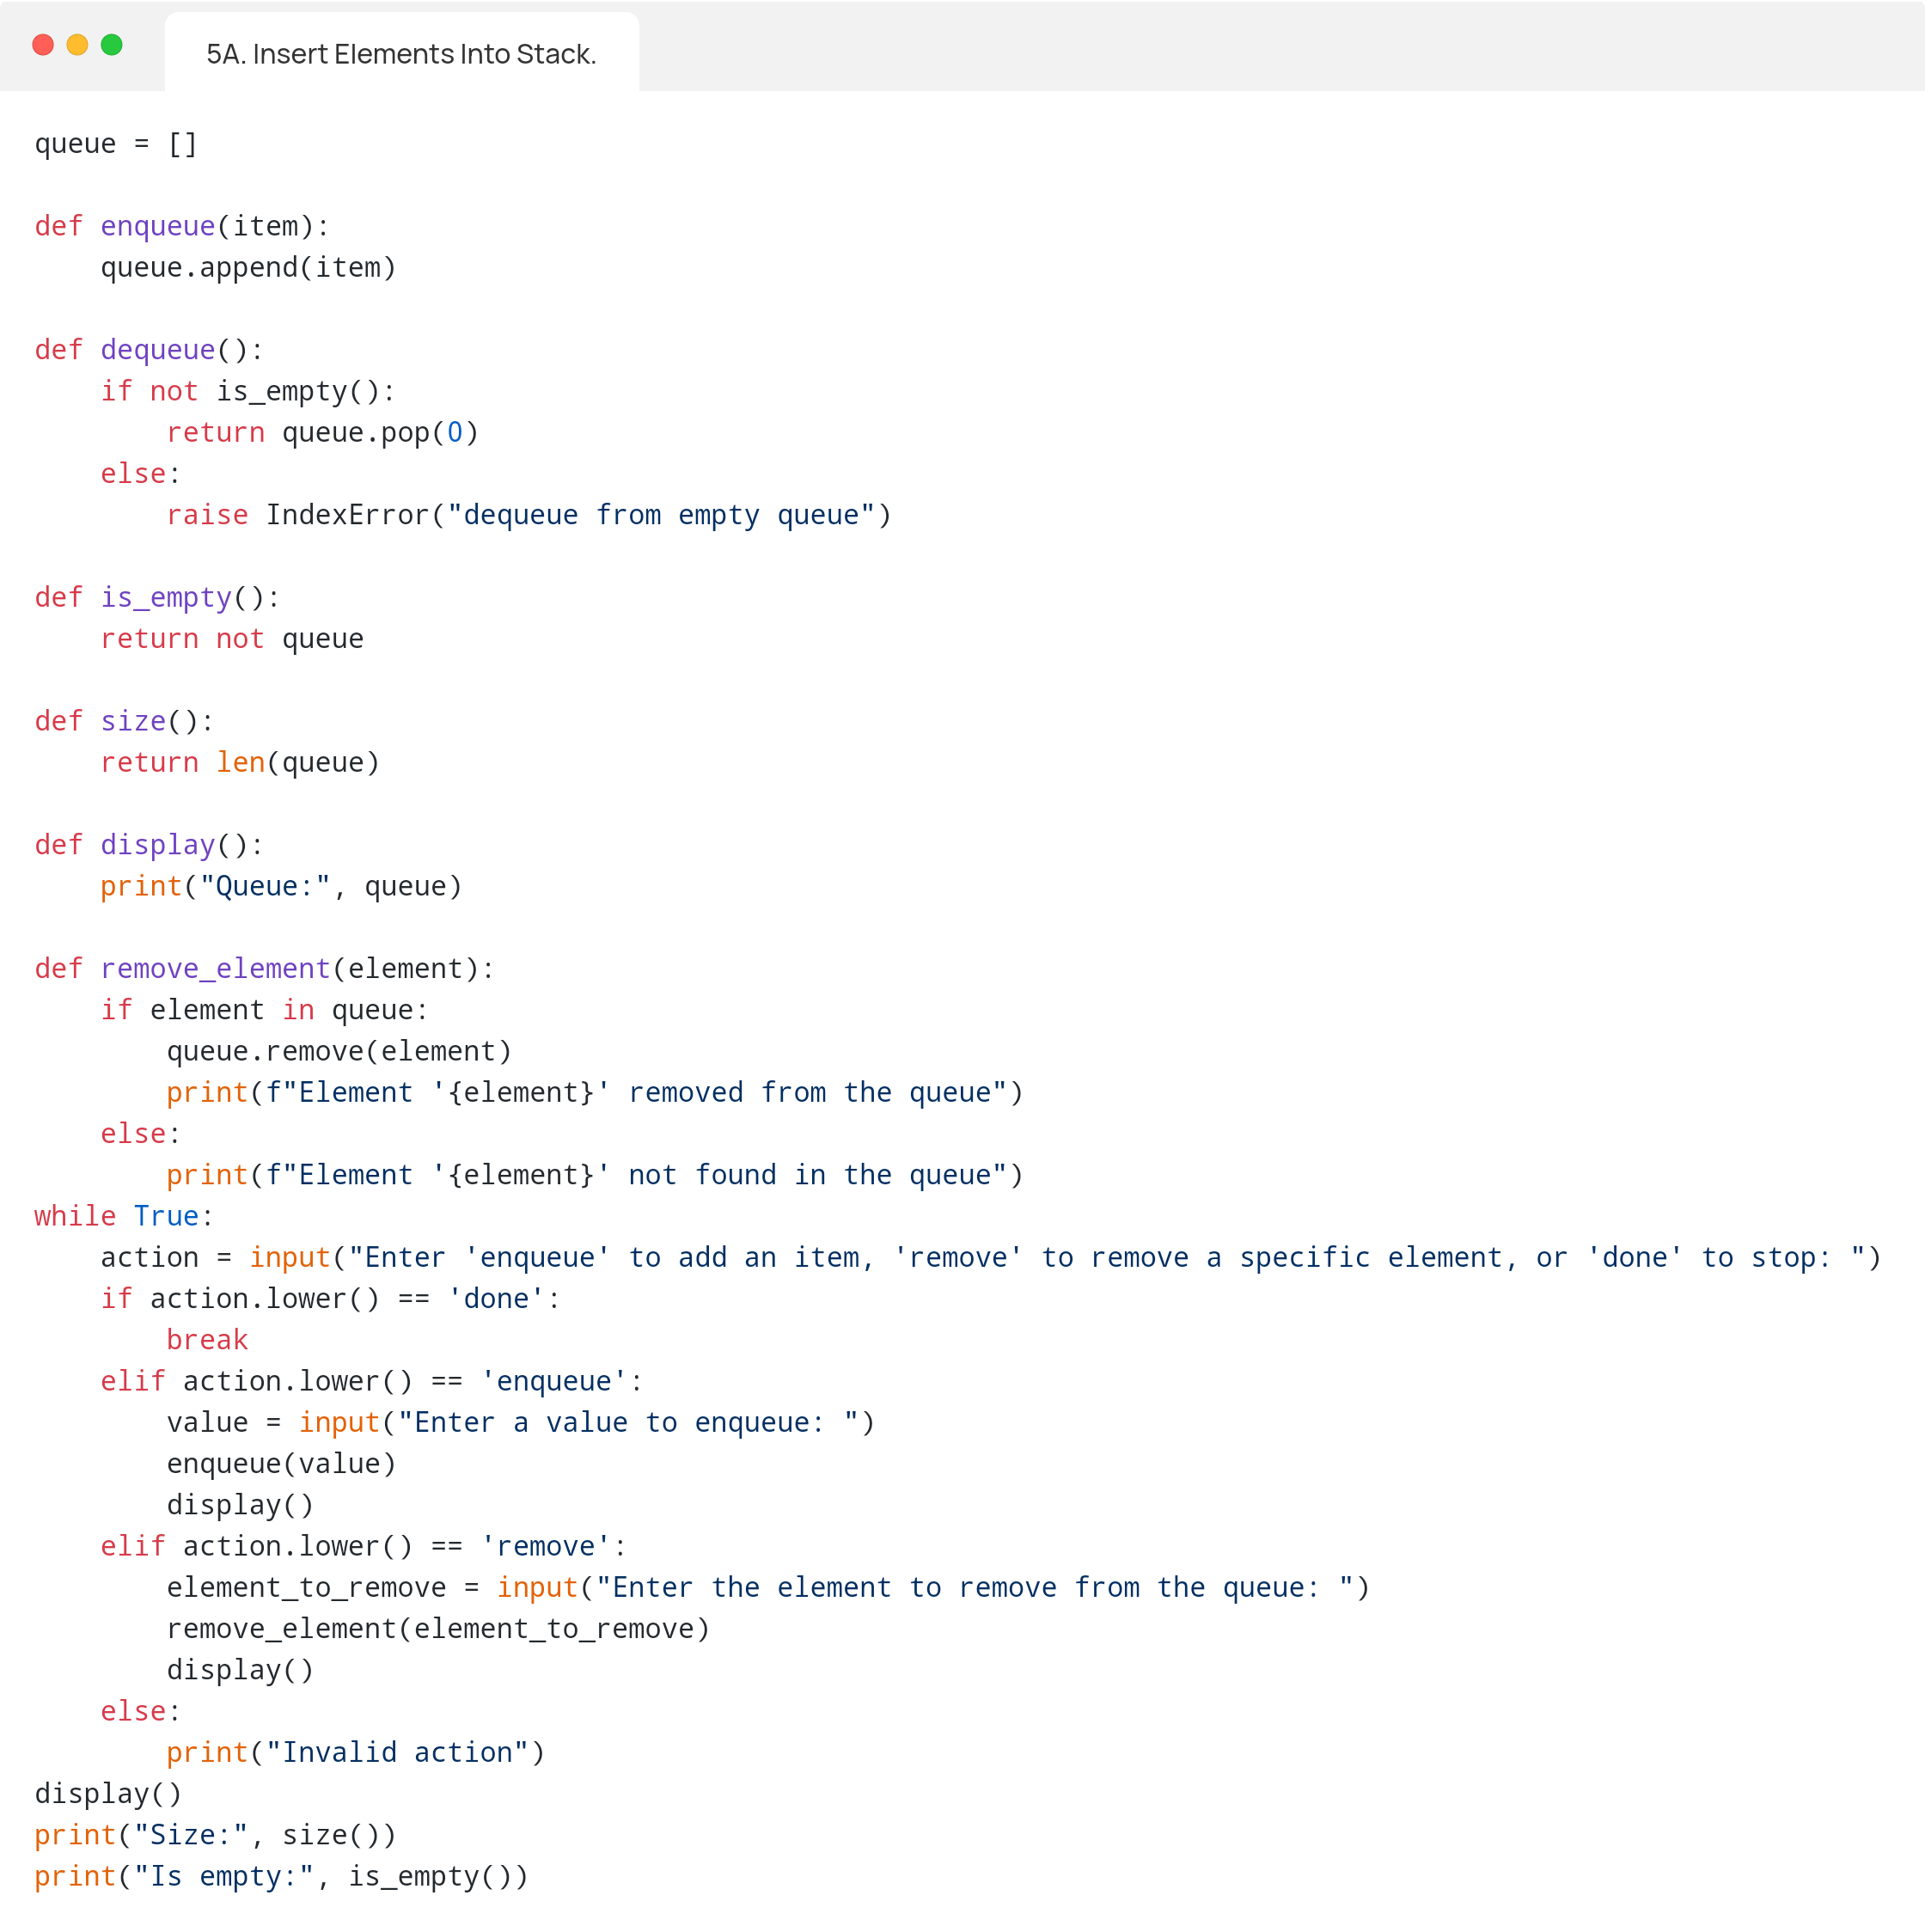 5A. Insert Elements Into Stack.
queue = []

def enqueue(item):
    queue.append(item)

def dequeue():
    if not is_empty():
        return queue.pop(0)
    else:
        raise IndexError("dequeue from empty queue")

def is_empty():
    return not queue

def size():
    return len(queue)

def display():
    print("Queue:", queue)

def remove_element(element):
    if element in queue:
        queue.remove(element)
        print(f"Element '{element}' removed from the queue")
    else:
        print(f"Element '{element}' not found in the queue")
while True:
    action = input("Enter 'enqueue' to add an item, 'remove' to remove a specific element, or 'done' to stop: ")
    if action.lower() == 'done':
        break
    elif action.lower() == 'enqueue':
        value = input("Enter a value to enqueue: ")
        enqueue(value)
        display()
    elif action.lower() == 'remove':
        element_to_remove = input("Enter the element to remove from the queue: ")
        remove_element(element_to_remove)
        display()
    else:
        print("Invalid action")
display()
print("Size:", size())
print("Is empty:", is_empty())